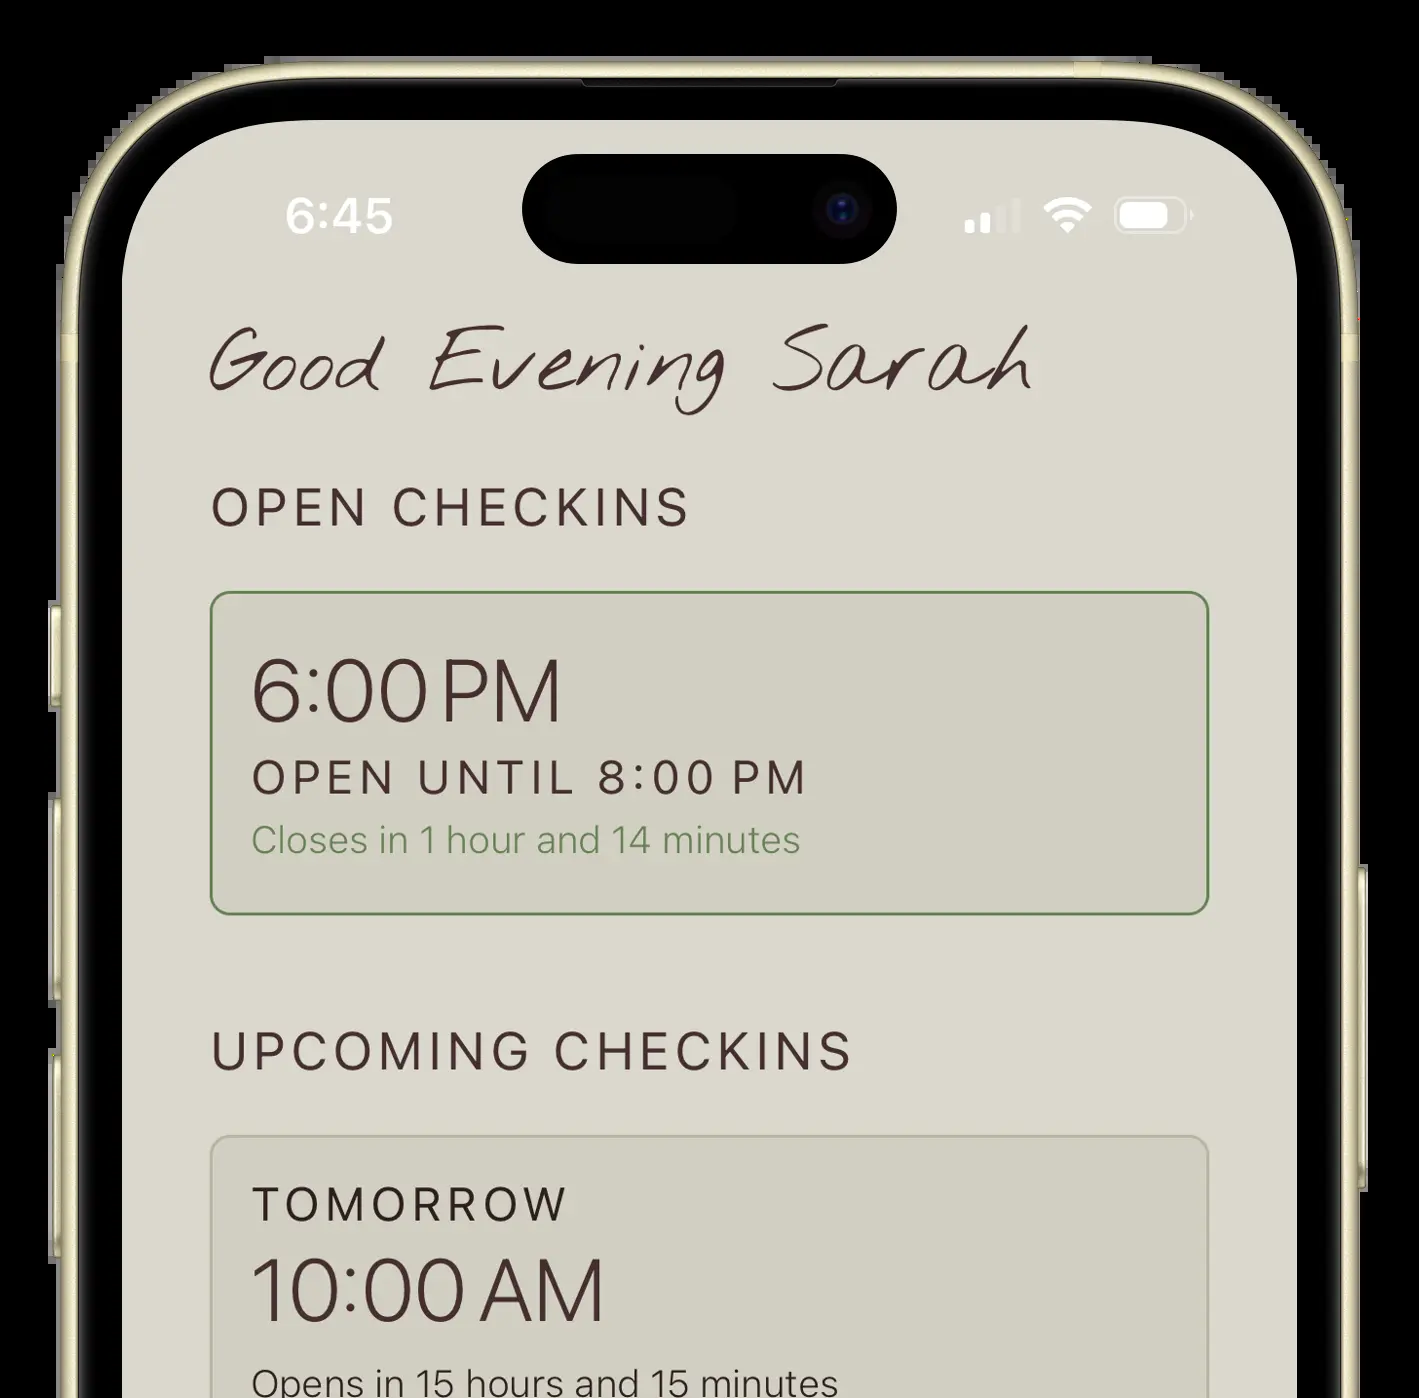 6:45
Good Evening Sarah
OPEN CHECKINS
6:00 PM
OPEN UNTIL 8:00 PM
Closes in 1 hour and 14 minutes
UPCOMING CHECKINS
TOMORROW
10:00 AM
Opens in 15 hours and 15 minutes